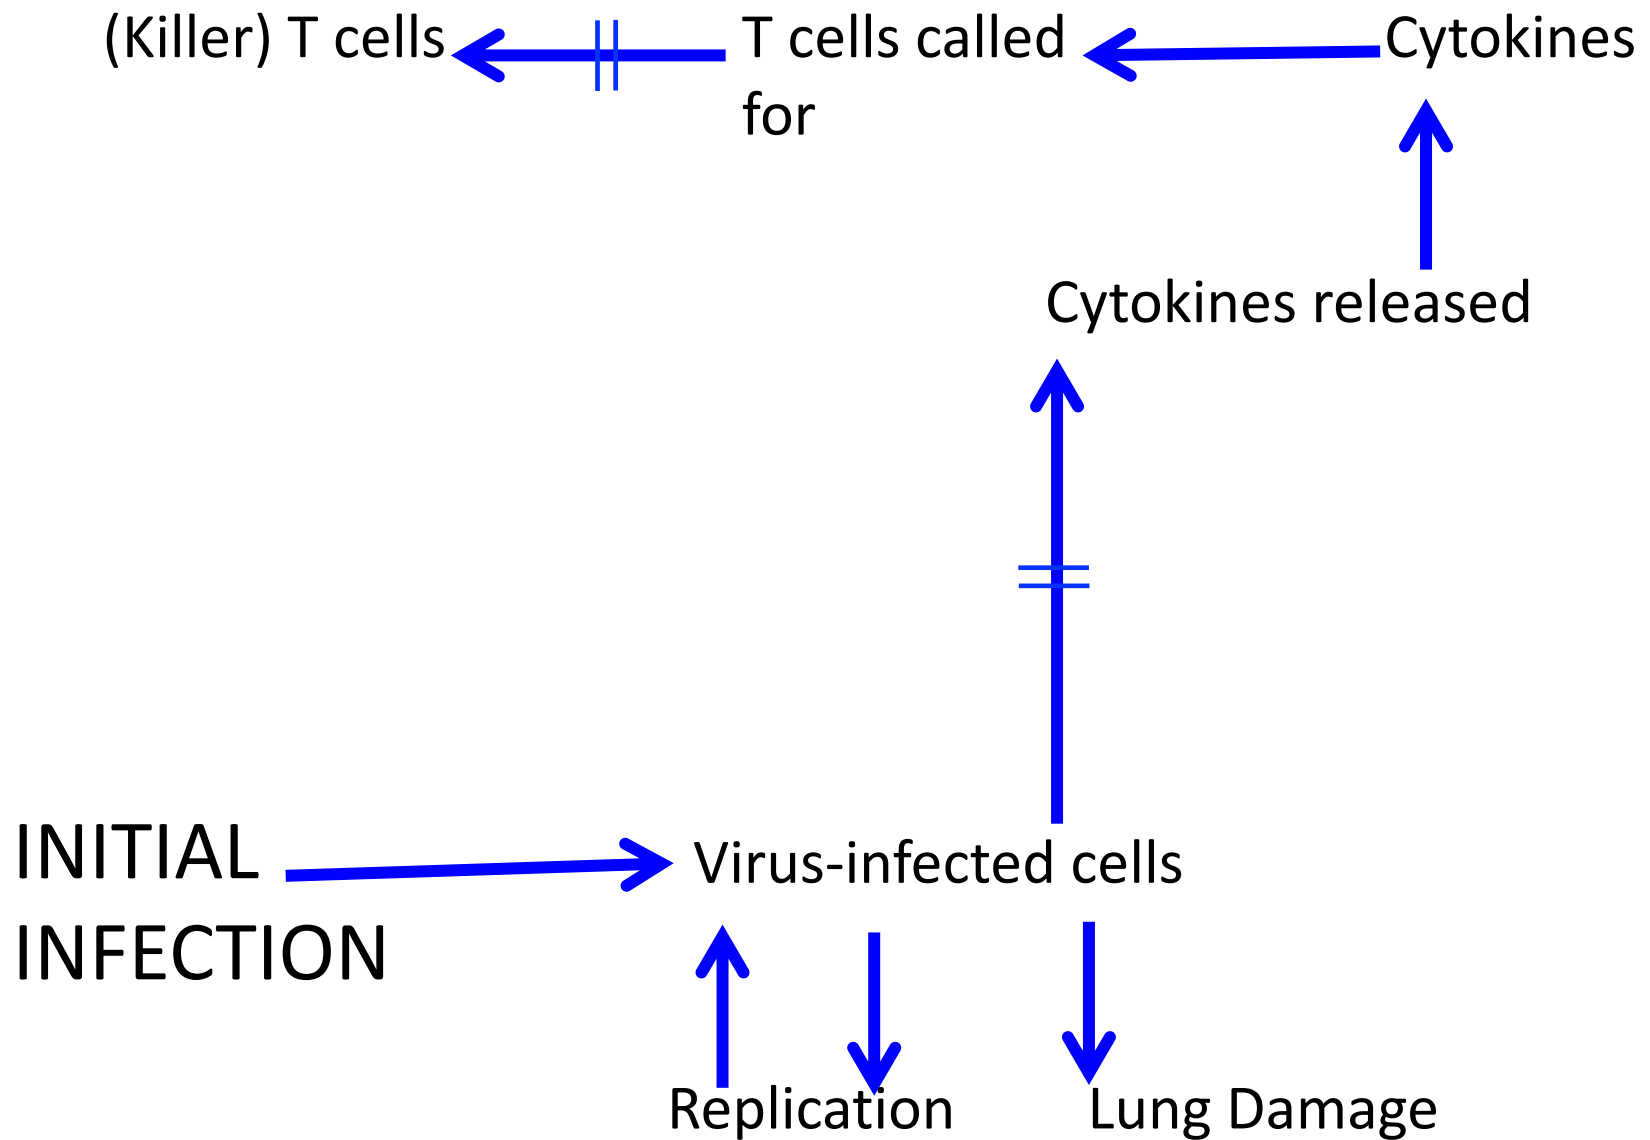 (Killer) T cells
T cells called
for
Cytokines
Cytokines released
INITIAL
INFECTION
Virus-infected cells
Replication
Lung Damage